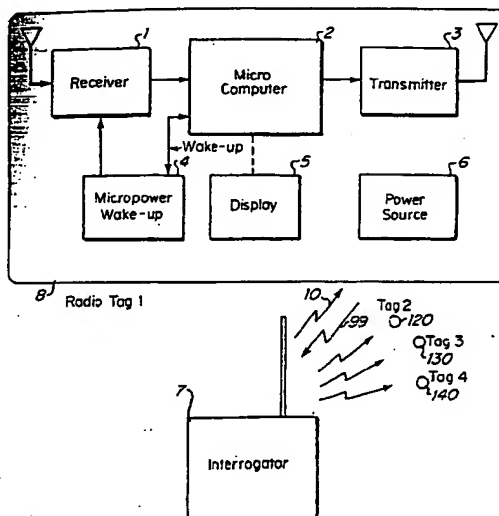 1
2
3
Receiver
Micro
Computer
Transmitter
Wake-up
4
5
6
Micropower
Wake-up
Display
Power
Source
8
Radio Tag 1
10
99
Tag 2
120
Tag 3
130
Tag 4
140
7
Interrogator